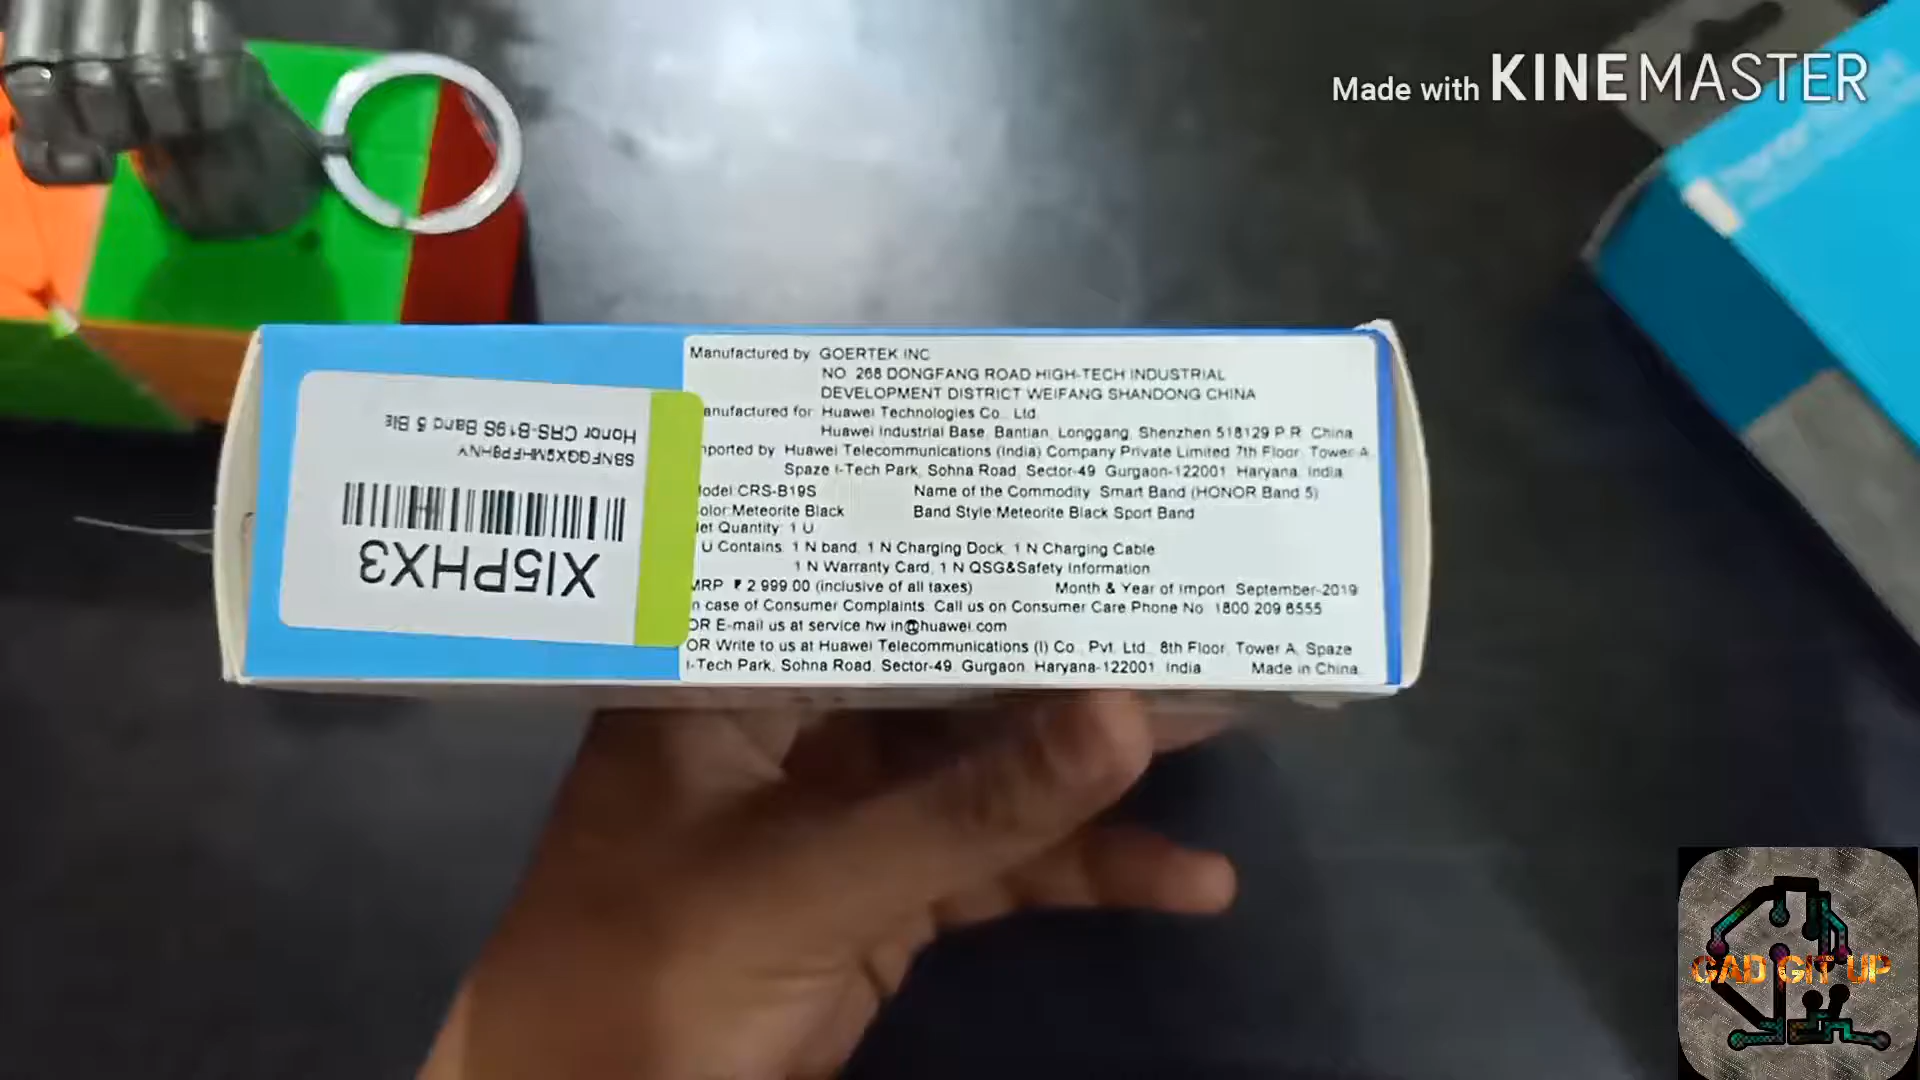 Made with KINEMASTER
Manufactured by GOERTEK INC
NO. 268 DONGFANG ROAD HIGH-TECH INDUSTRIAL
DEVELOPMENT DISTRICT WEIFANG SHANDONG CHINA
anufactured for Huawei Technologies Co., Ltd.
Huawei Industrial Base, Bantian, Longgang, Shenzhen 518129 P.R. China
ported by Huawei Telecommunications (India) Company Private Limited 7th Floor, Tower-A,
Spaze I-Tech Park, Sohna Road, Sector-49 Gurgaon-122001, Haryana, India
odel CRS-B19S Name of the Commodity Smart Band (HONOR Band 5)
olor: Meteorite Black Band Style Meteorite Black Sport Band
et Quantity: 1 U
U Contains: 1 N band, 1 N Charging Dock, 1 N Charging Cable
1 N Warranty Card, 1 N QSG&Safety Information
MRP ₹ 2,999.00 (inclusive of all taxes) Month & Year of Import September-2019
n case of Consumer Complaints: Call us on Consumer Care Phone No. 1800 209 6555
OR E-mail us at service.hw.in@huawei.com
OR Write to us at Huawei Telecommunications (I) Co., Pvt. Ltd., 8th Floor, Tower A, Spaze
I-Tech Park, Sohna Road, Sector-49, Gurgaon, Haryana-122001, India. Made in China.
Honor CRS-B19S Band 5 Bla
XI5PHX3
GAD GIT UP